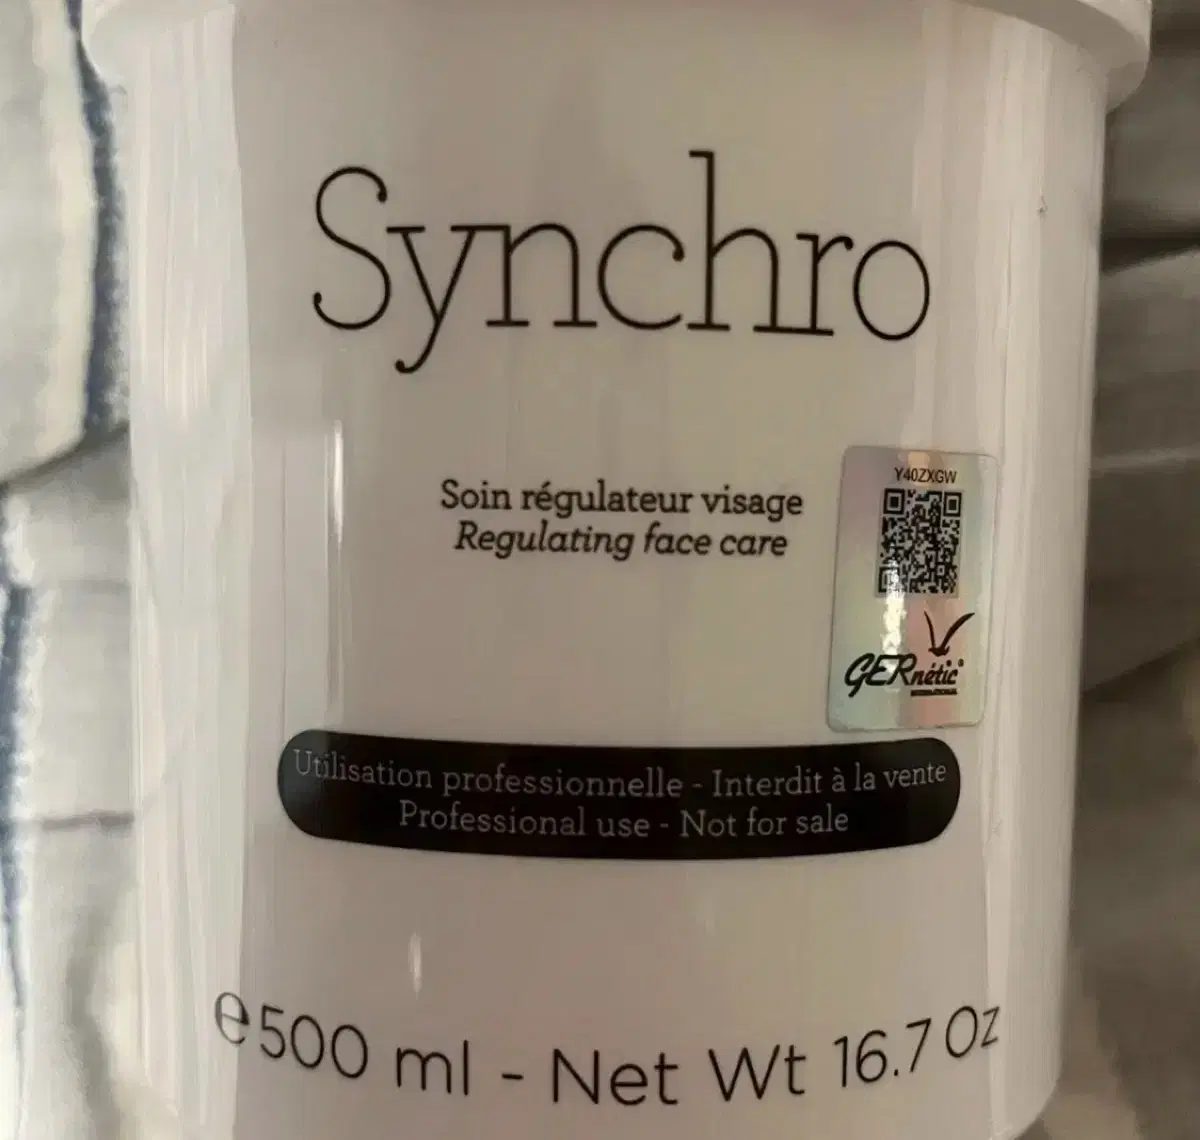 Synchro
Soin régulateur visage
Regulating face care
Y40ZXGW
GERnétic
Utilisation professionnelle - Interdit à la vente
Professional use - Not for sale
℮500 ml - Net Wt 16.7 Oz